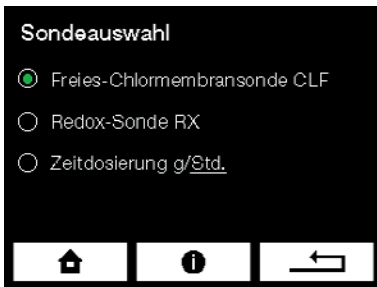 Sondeauswahl
Freies-Chlormembransonde CLF
Redox-Sonde RX
Zeitdosierung g/Std.